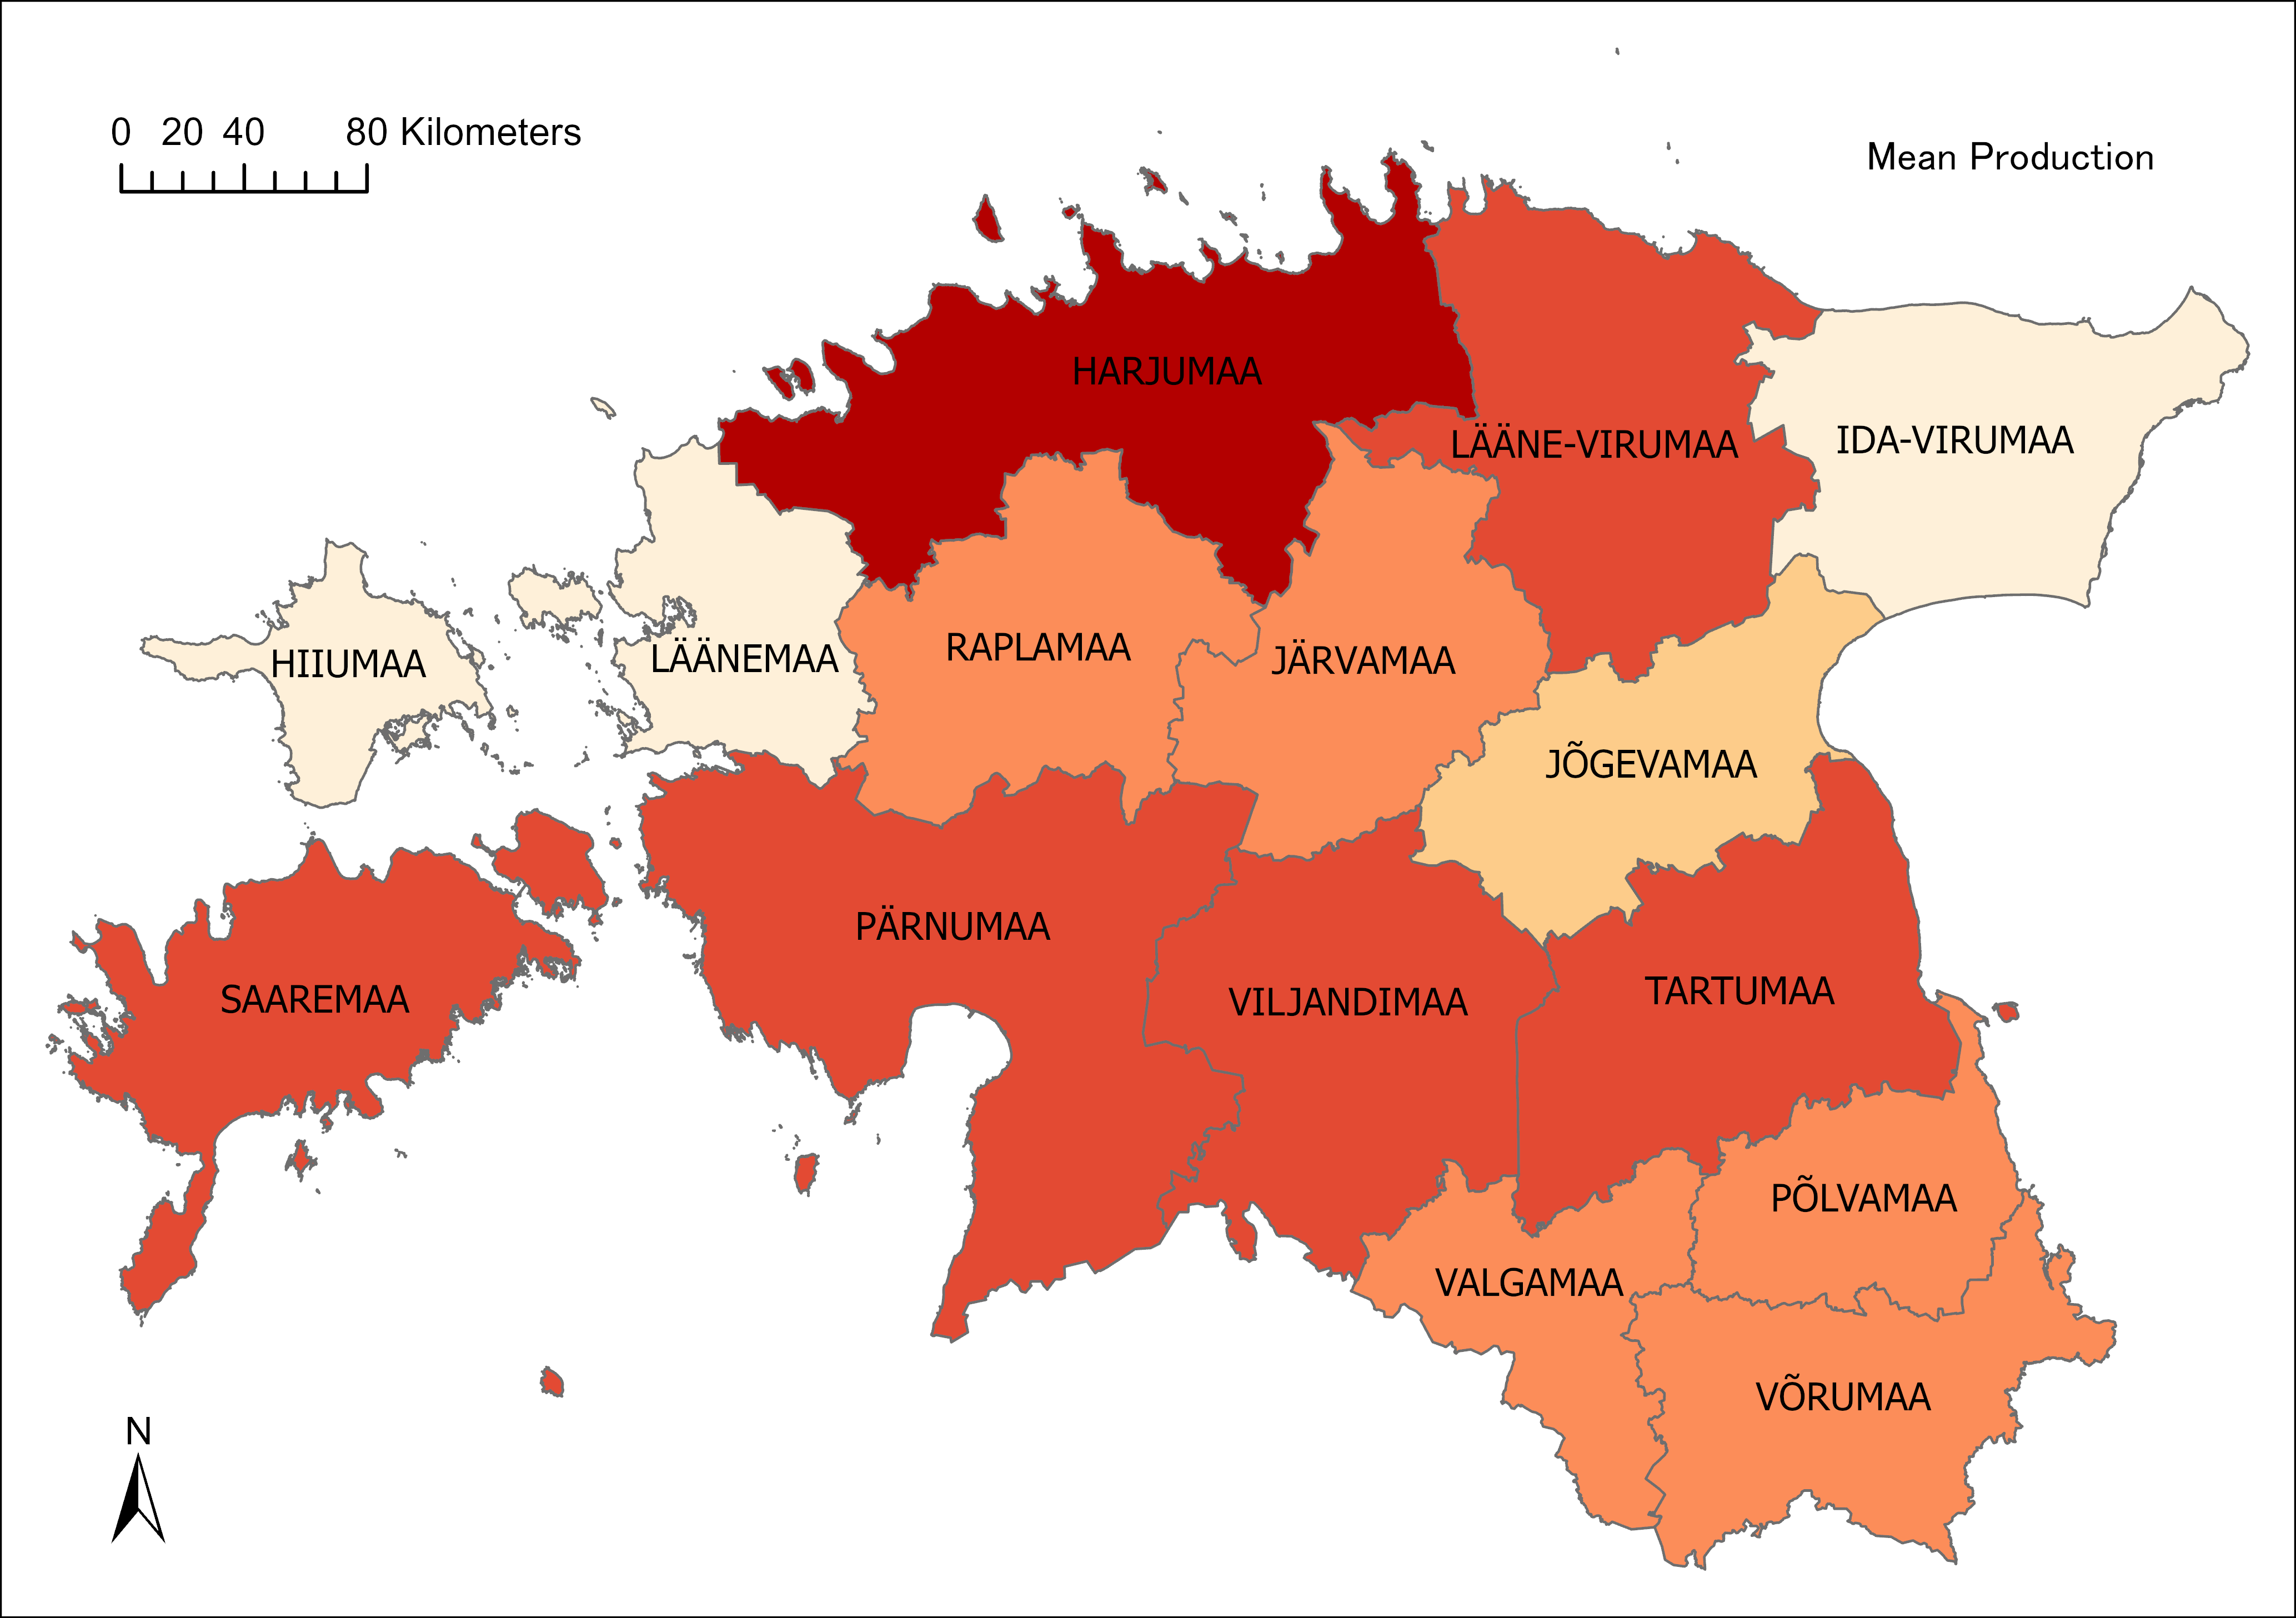 0 20 40 80 Kilometers
Mean Production
HARJUMAA
LÄÄNE-VIRUMAA
IDA-VIRUMAA
HIIUMAA
LÄÄNEMAA
RAPLAMAA
JÄRVAMAA
JÕGEVAMAA
PÄRNUMAA
SAAREMAA
VILJANDIMAA
TARTUMAA
PÕLVAMAA
VALGAMAA
VÕRUMAA
N